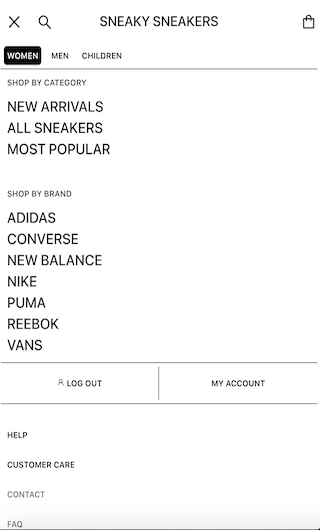 SNEAKY SNEAKERS
WOMEN MEN CHILDREN
SHOP BY CATEGORY
NEW ARRIVALS
ALL SNEAKERS
MOST POPULAR
SHOP BY BRAND
ADIDAS
CONVERSE
NEW BALANCE
NIKE
PUMA
REEBOK
VANS
LOG OUT MY ACCOUNT
HELP
CUSTOMER CARE
CONTACT
FAQ